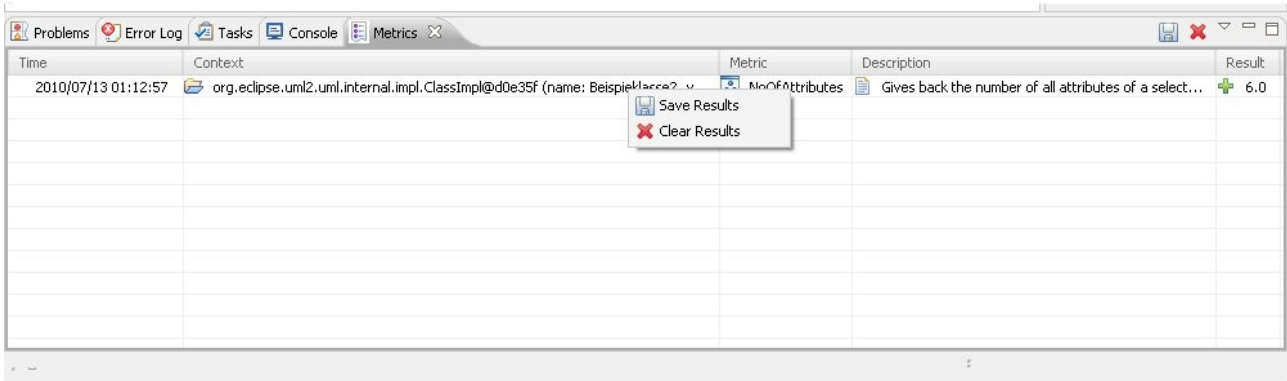 Problems Error Log Tasks Console Metrics
Time Context Metric Description Result
2010/07/13 01:12:57 org.eclipse.uml2.uml.internal.impl.ClassImpl@d0e35f (name: Beispielklasse2, v NoOfAttributes Gives back the number of all attributes of a select... 6.0
Save Results
Clear Results